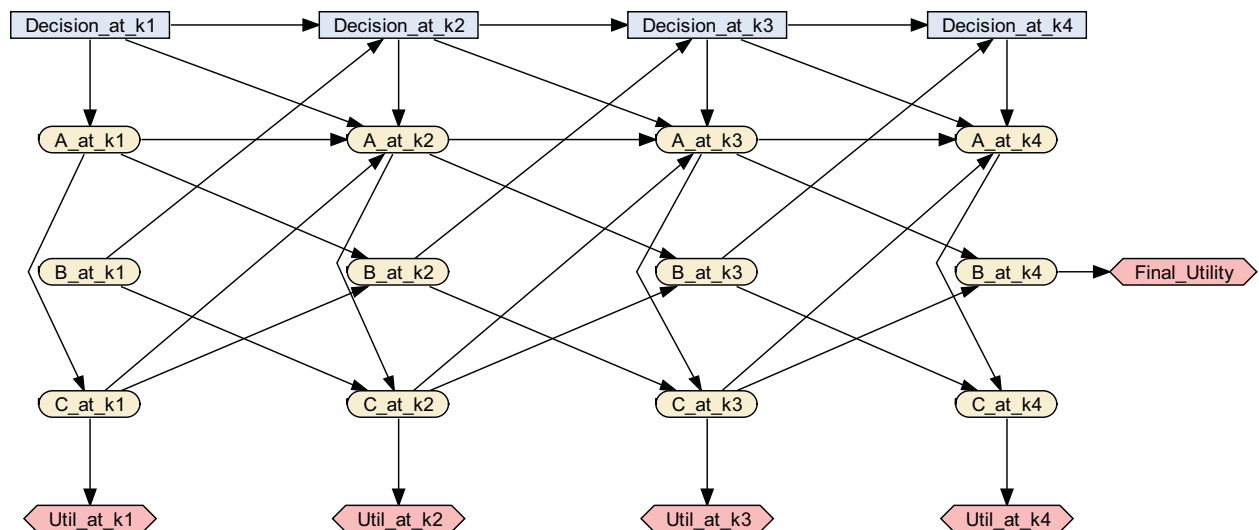 Decision_at_k1 Decision_at_k2 Decision_at_k3 Decision_at_k4
A_at_k1 A_at_k2 A_at_k3 A_at_k4
B_at_k1 B_at_k2 B_at_k3 B_at_k4 Final_Utility
C_at_k1 C_at_k2 C_at_k3 C_at_k4
Util_at_k1 Util_at_k2 Util_at_k3 Util_at_k4